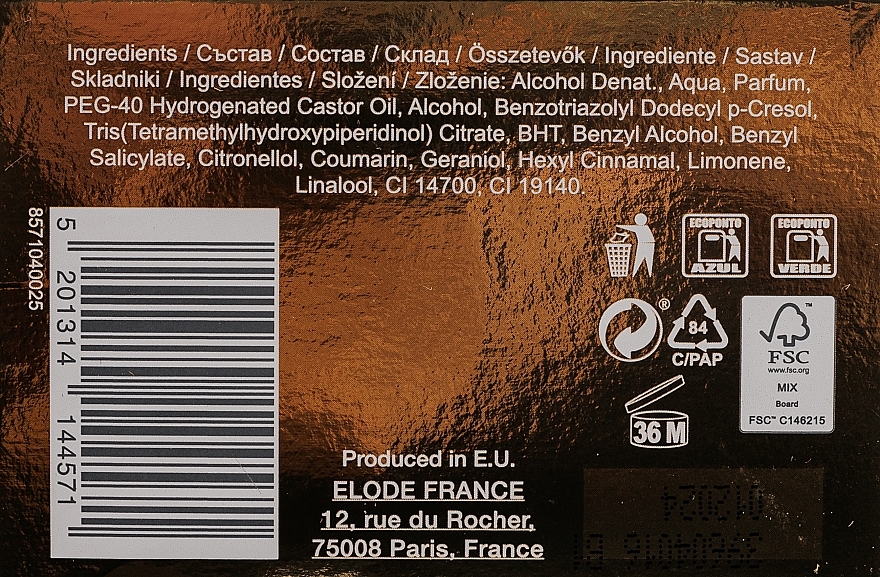 Ingredients / Състав / Состав / Склад / Összetevők / Ingrediente / Sastav /
Składniki / Ingredientes / Složení / Zloženie: Alcohol Denat., Aqua, Parfum,
PEG-40 Hydrogenated Castor Oil, Alcohol, Benzotriazolyl Dodecyl p-Cresol,
Tris(Tetramethylhydroxypiperidinol) Citrate, BHT, Benzyl Alcohol, Benzyl
Salicylate, Citronellol, Coumarin, Geraniol, Hexyl Cinnamal, Limonene,
Linalool, CI 14700, CI 19140.
8571040025
5 201314 144571
ECOPONTO
AZUL
ECOPONTO
VERDE
®
84
C/PAP
FSC
www.fsc.org
MIX
Board
FSC™ C146215
36 M
Produced in E.U.
ELODE FRANCE
12, rue du Rocher,
75008 Paris, France